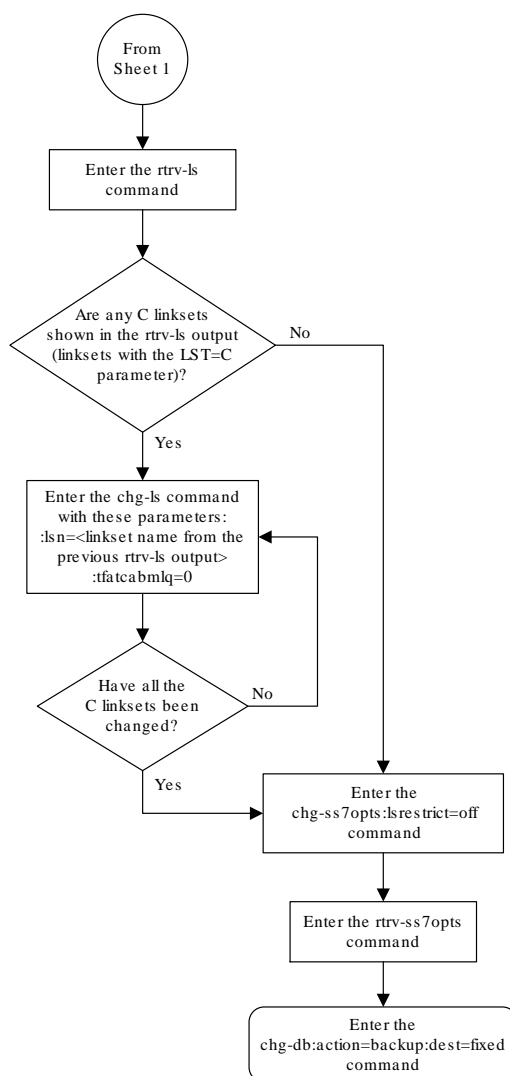 From
Sheet 1
Enter the rtrv-ls
command
Are any C linksets
shown in the rtrv-ls output
(linksets with the LST=C
parameter)?
No
Yes
Enter the chg-ls command
with these parameters:
:lsn=<linkset name from the
previous rtrv-ls output>
:tfatcabmlq=0
Have all the
C linksets been
changed?
No
Yes
Enter the
chg-ss7opts:lsrestrict=off
command
Enter the rtrv-ss7opts
command
Enter the
chg-db:action=backup:dest=fixed
command